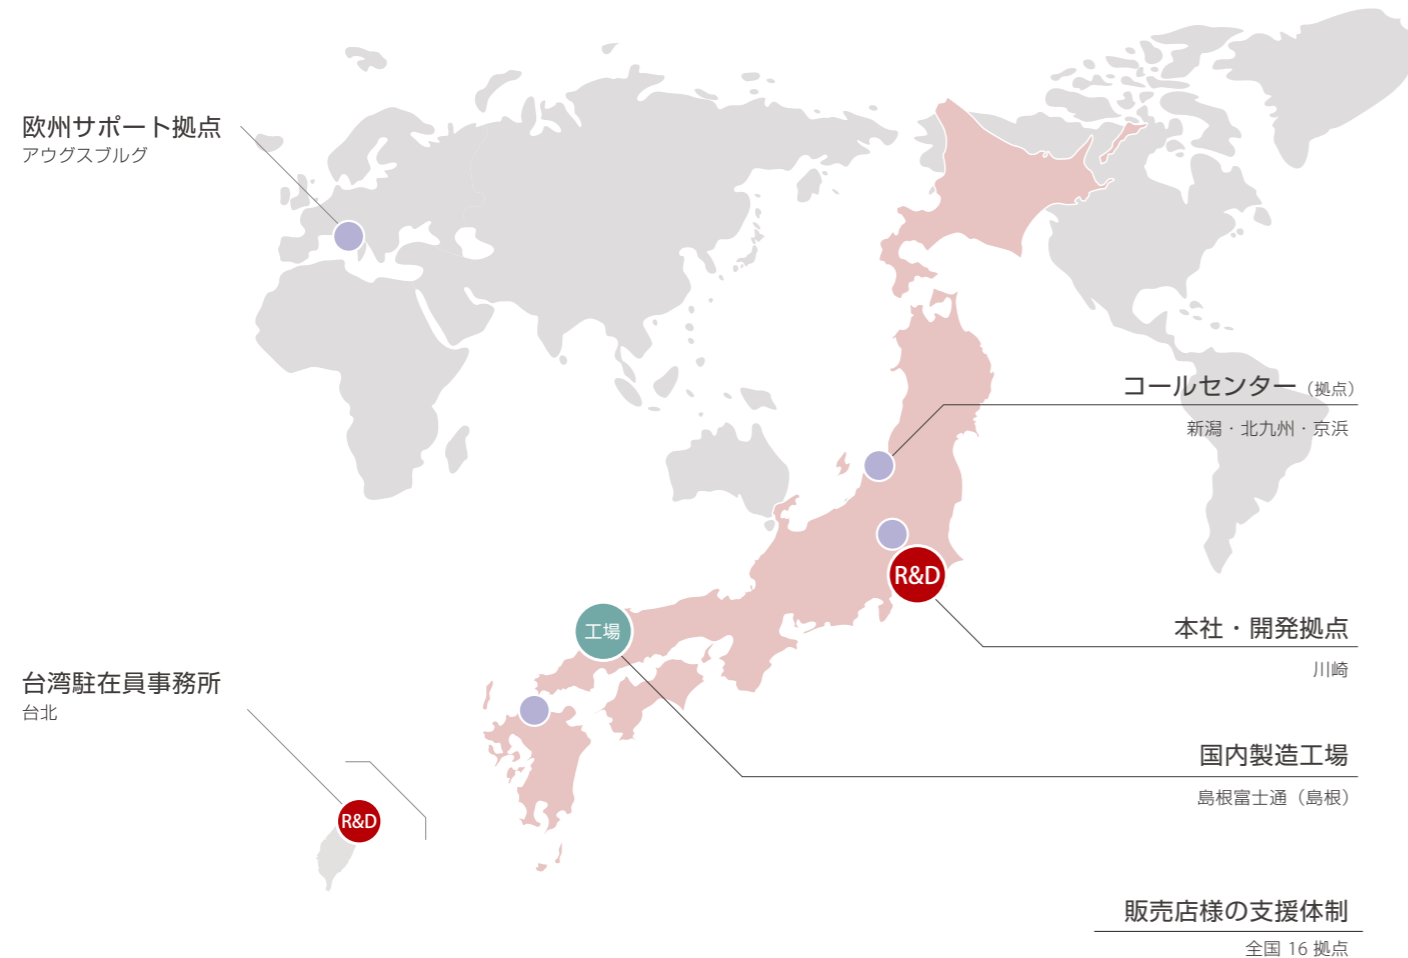 欧州サポート拠点
アウグスブルグ
コールセンター（拠点）
新潟・北九州・京浜
R&D
本社・開発拠点
川崎
工場
国内製造工場
島根富士通（島根）
台湾駐在員事務所
台北
R&D
販売店様の支援体制
全国 16 拠点